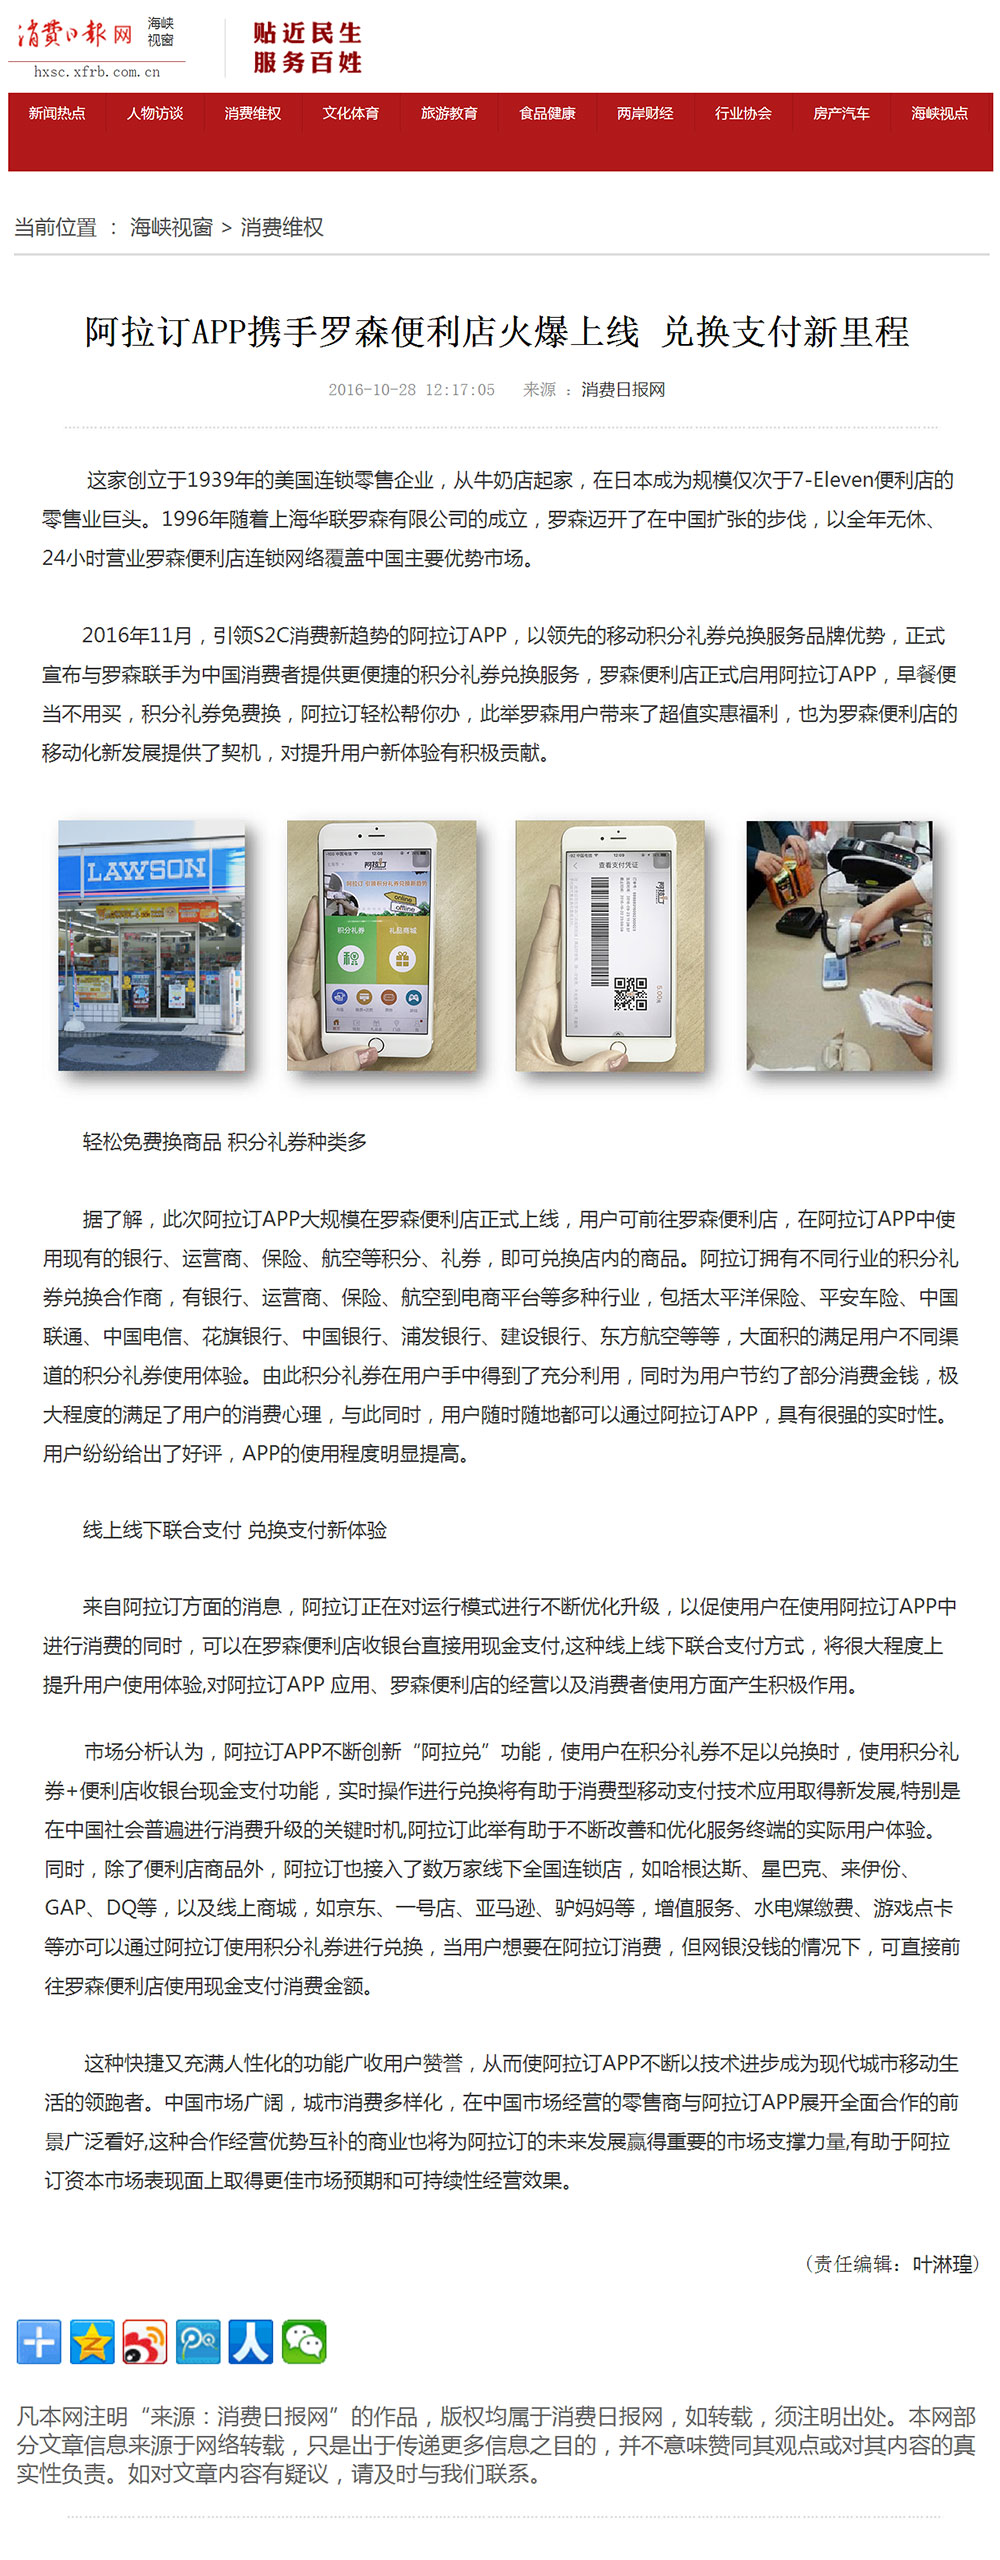 消费日报网
海峡
视窗
hxsc.xfrb.com.cn
贴近民生
服务百姓
新闻热点 人物访谈 消费维权 文化体育 旅游教育 食品健康 两岸财经 行业协会 房产汽车 海峡视点
当前位置 ： 海峡视窗 > 消费维权
阿拉订APP携手罗森便利店火爆上线 兑换支付新里程
2016-10-28 12:17:05 来源 ：消费日报网
这家创立于1939年的美国连锁零售企业，从牛奶店起家，在日本成为规模仅次于7-Eleven便利店的
零售业巨头。1996年随着上海华联罗森有限公司的成立，罗森迈开了在中国扩张的步伐，以全年无休、
24小时营业罗森便利店连锁网络覆盖中国主要优势市场。
2016年11月，引领S2C消费新趋势的阿拉订APP，以领先的移动积分礼券兑换服务品牌优势，正式
宣布与罗森联手为中国消费者提供更便捷的积分礼券兑换服务，罗森便利店正式启用阿拉订APP，早餐便
当不用买，积分礼券免费换，阿拉订轻松帮你办，此举罗森用户带来了超值实惠福利，也为罗森便利店的
移动化新发展提供了契机，对提升用户新体验有积极贡献。
LAWSON
阿拉订
阿拉订 引领积分礼券兑换新趋势
online
offline
积分礼券 礼品商城
积
查看支付凭证
阿拉订
5.00元
轻松免费换商品 积分礼券种类多
据了解，此次阿拉订APP大规模在罗森便利店正式上线，用户可前往罗森便利店，在阿拉订APP中使
用现有的银行、运营商、保险、航空等积分、礼券，即可兑换店内的商品。阿拉订拥有不同行业的积分礼
券兑换合作商，有银行、运营商、保险、航空到电商平台等多种行业，包括太平洋保险、平安车险、中国
联通、中国电信、花旗银行、中国银行、浦发银行、建设银行、东方航空等等，大面积的满足用户不同渠
道的积分礼券使用体验。由此积分礼券在用户手中得到了充分利用，同时为用户节约了部分消费金钱，极
大程度的满足了用户的消费心理，与此同时，用户随时随地都可以通过阿拉订APP，具有很强的实时性。
用户纷纷给出了好评，APP的使用程度明显提高。
线上线下联合支付 兑换支付新体验
来自阿拉订方面的消息，阿拉订正在对运行模式进行不断优化升级，以促使用户在使用阿拉订APP中
进行消费的同时，可以在罗森便利店收银台直接用现金支付,这种线上线下联合支付方式，将很大程度上
提升用户使用体验,对阿拉订APP 应用、罗森便利店的经营以及消费者使用方面产生积极作用。
市场分析认为，阿拉订APP不断创新“阿拉兑”功能，使用户在积分礼券不足以兑换时，使用积分礼
券+便利店收银台现金支付功能，实时操作进行兑换将有助于消费型移动支付技术应用取得新发展,特别是
在中国社会普遍进行消费升级的关键时机,阿拉订此举有助于不断改善和优化服务终端的实际用户体验。
同时，除了便利店商品外，阿拉订也接入了数万家线下全国连锁店，如哈根达斯、星巴克、来伊份、
GAP、DQ等，以及线上商城，如京东、一号店、亚马逊、驴妈妈等，增值服务、水电煤缴费、游戏点卡
等亦可以通过阿拉订使用积分礼券进行兑换，当用户想要在阿拉订消费，但网银没钱的情况下，可直接前
往罗森便利店使用现金支付消费金额。
这种快捷又充满人性化的功能广收用户赞誉，从而使阿拉订APP不断以技术进步成为现代城市移动生
活的领跑者。中国市场广阔，城市消费多样化，在中国市场经营的零售商与阿拉订APP展开全面合作的前
景广泛看好,这种合作经营优势互补的商业也将为阿拉订的未来发展赢得重要的市场支撑力量,有助于阿拉
订资本市场表现面上取得更佳市场预期和可持续性经营效果。
（责任编辑：叶淋瑝）
凡本网注明“来源：消费日报网”的作品，版权均属于消费日报网，如转载，须注明出处。本网部
分文章信息来源于网络转载，只是出于传递更多信息之目的，并不意味赞同其观点或对其内容的真
实性负责。如对文章内容有疑议，请及时与我们联系。